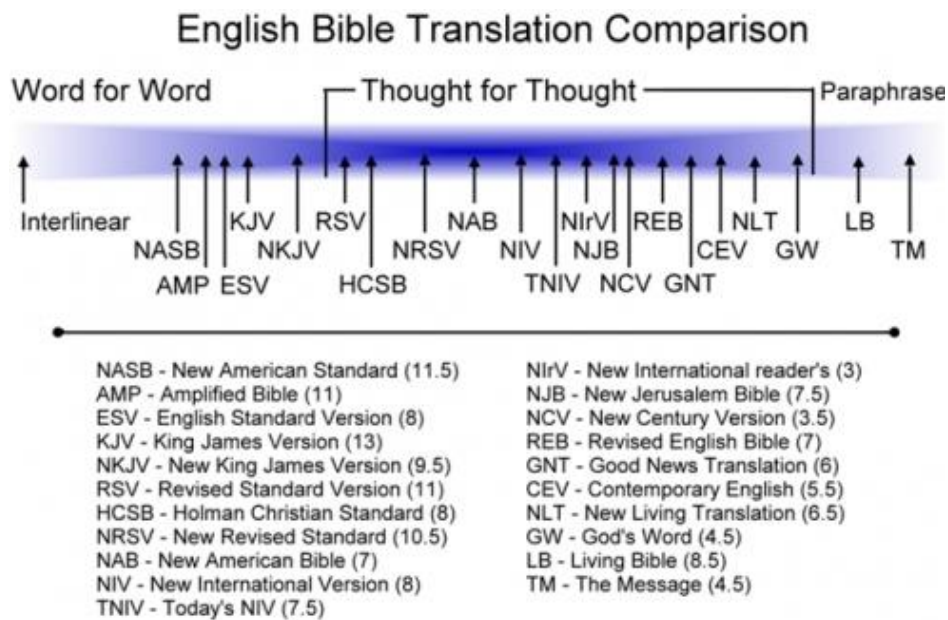 English Bible Translation Comparison
Word for Word
Thought for Thought
Paraphrase
Interlinear
KJV
RSV
NAB
NIrV
REB
NLT
LB
NASB
NKJV
NRSV
NIV
NJB
CEV
GW
TM
AMP
ESV
HCSB
TNIV
NCV
GNT
NASB - New American Standard (11.5)
AMP - Amplified Bible (11)
ESV - English Standard Version (8)
KJV - King James Version (13)
NKJV - New King James Version (9.5)
RSV - Revised Standard Version (11)
HCSB - Holman Christian Standard (8)
NRSV - New Revised Standard (10.5)
NAB - New American Bible (7)
NIV - New International Version (8)
TNIV - Today's NIV (7.5)
NIrV - New International reader's (3)
NJB - New Jerusalem Bible (7.5)
NCV - New Century Version (3.5)
REB - Revised English Bible (7)
GNT - Good News Translation (6)
CEV - Contemporary English (5.5)
NLT - New Living Translation (6.5)
GW - God's Word (4.5)
LB - Living Bible (8.5)
TM - The Message (4.5)